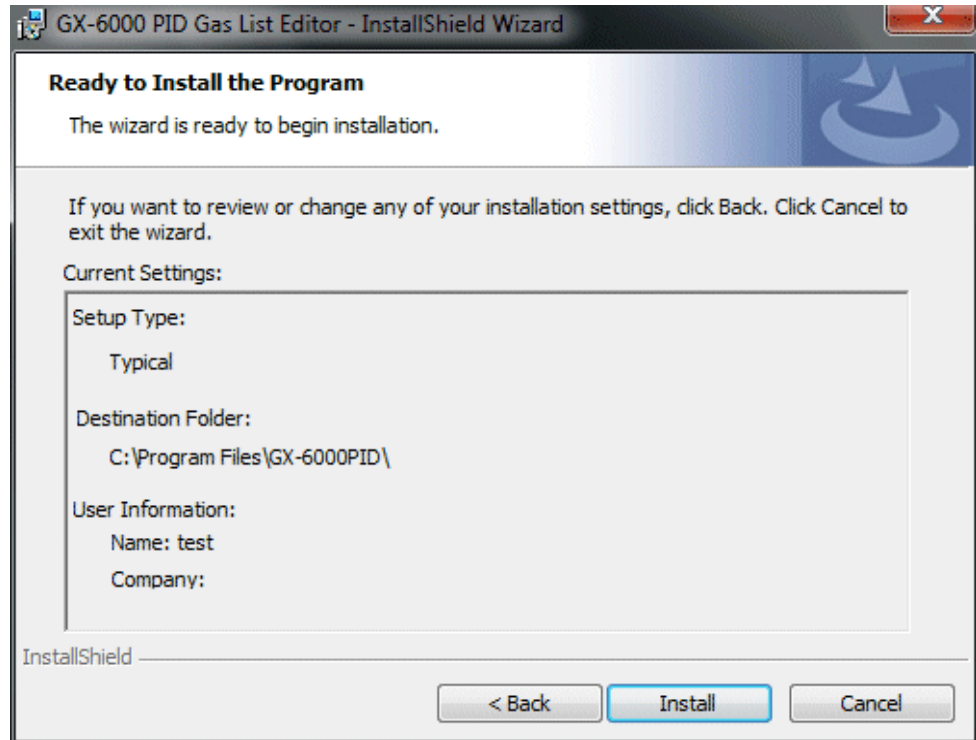 GX-6000 PID Gas List Editor - InstallShield Wizard
Ready to Install the Program
The wizard is ready to begin installation.
If you want to review or change any of your installation settings, click Back. Click Cancel to
exit the wizard.
Current Settings:
Setup Type:
Typical
Destination Folder:
C:\Program Files\GX-6000PID\
User Information:
Name: test
Company:
InstallShield
< Back
Install
Cancel